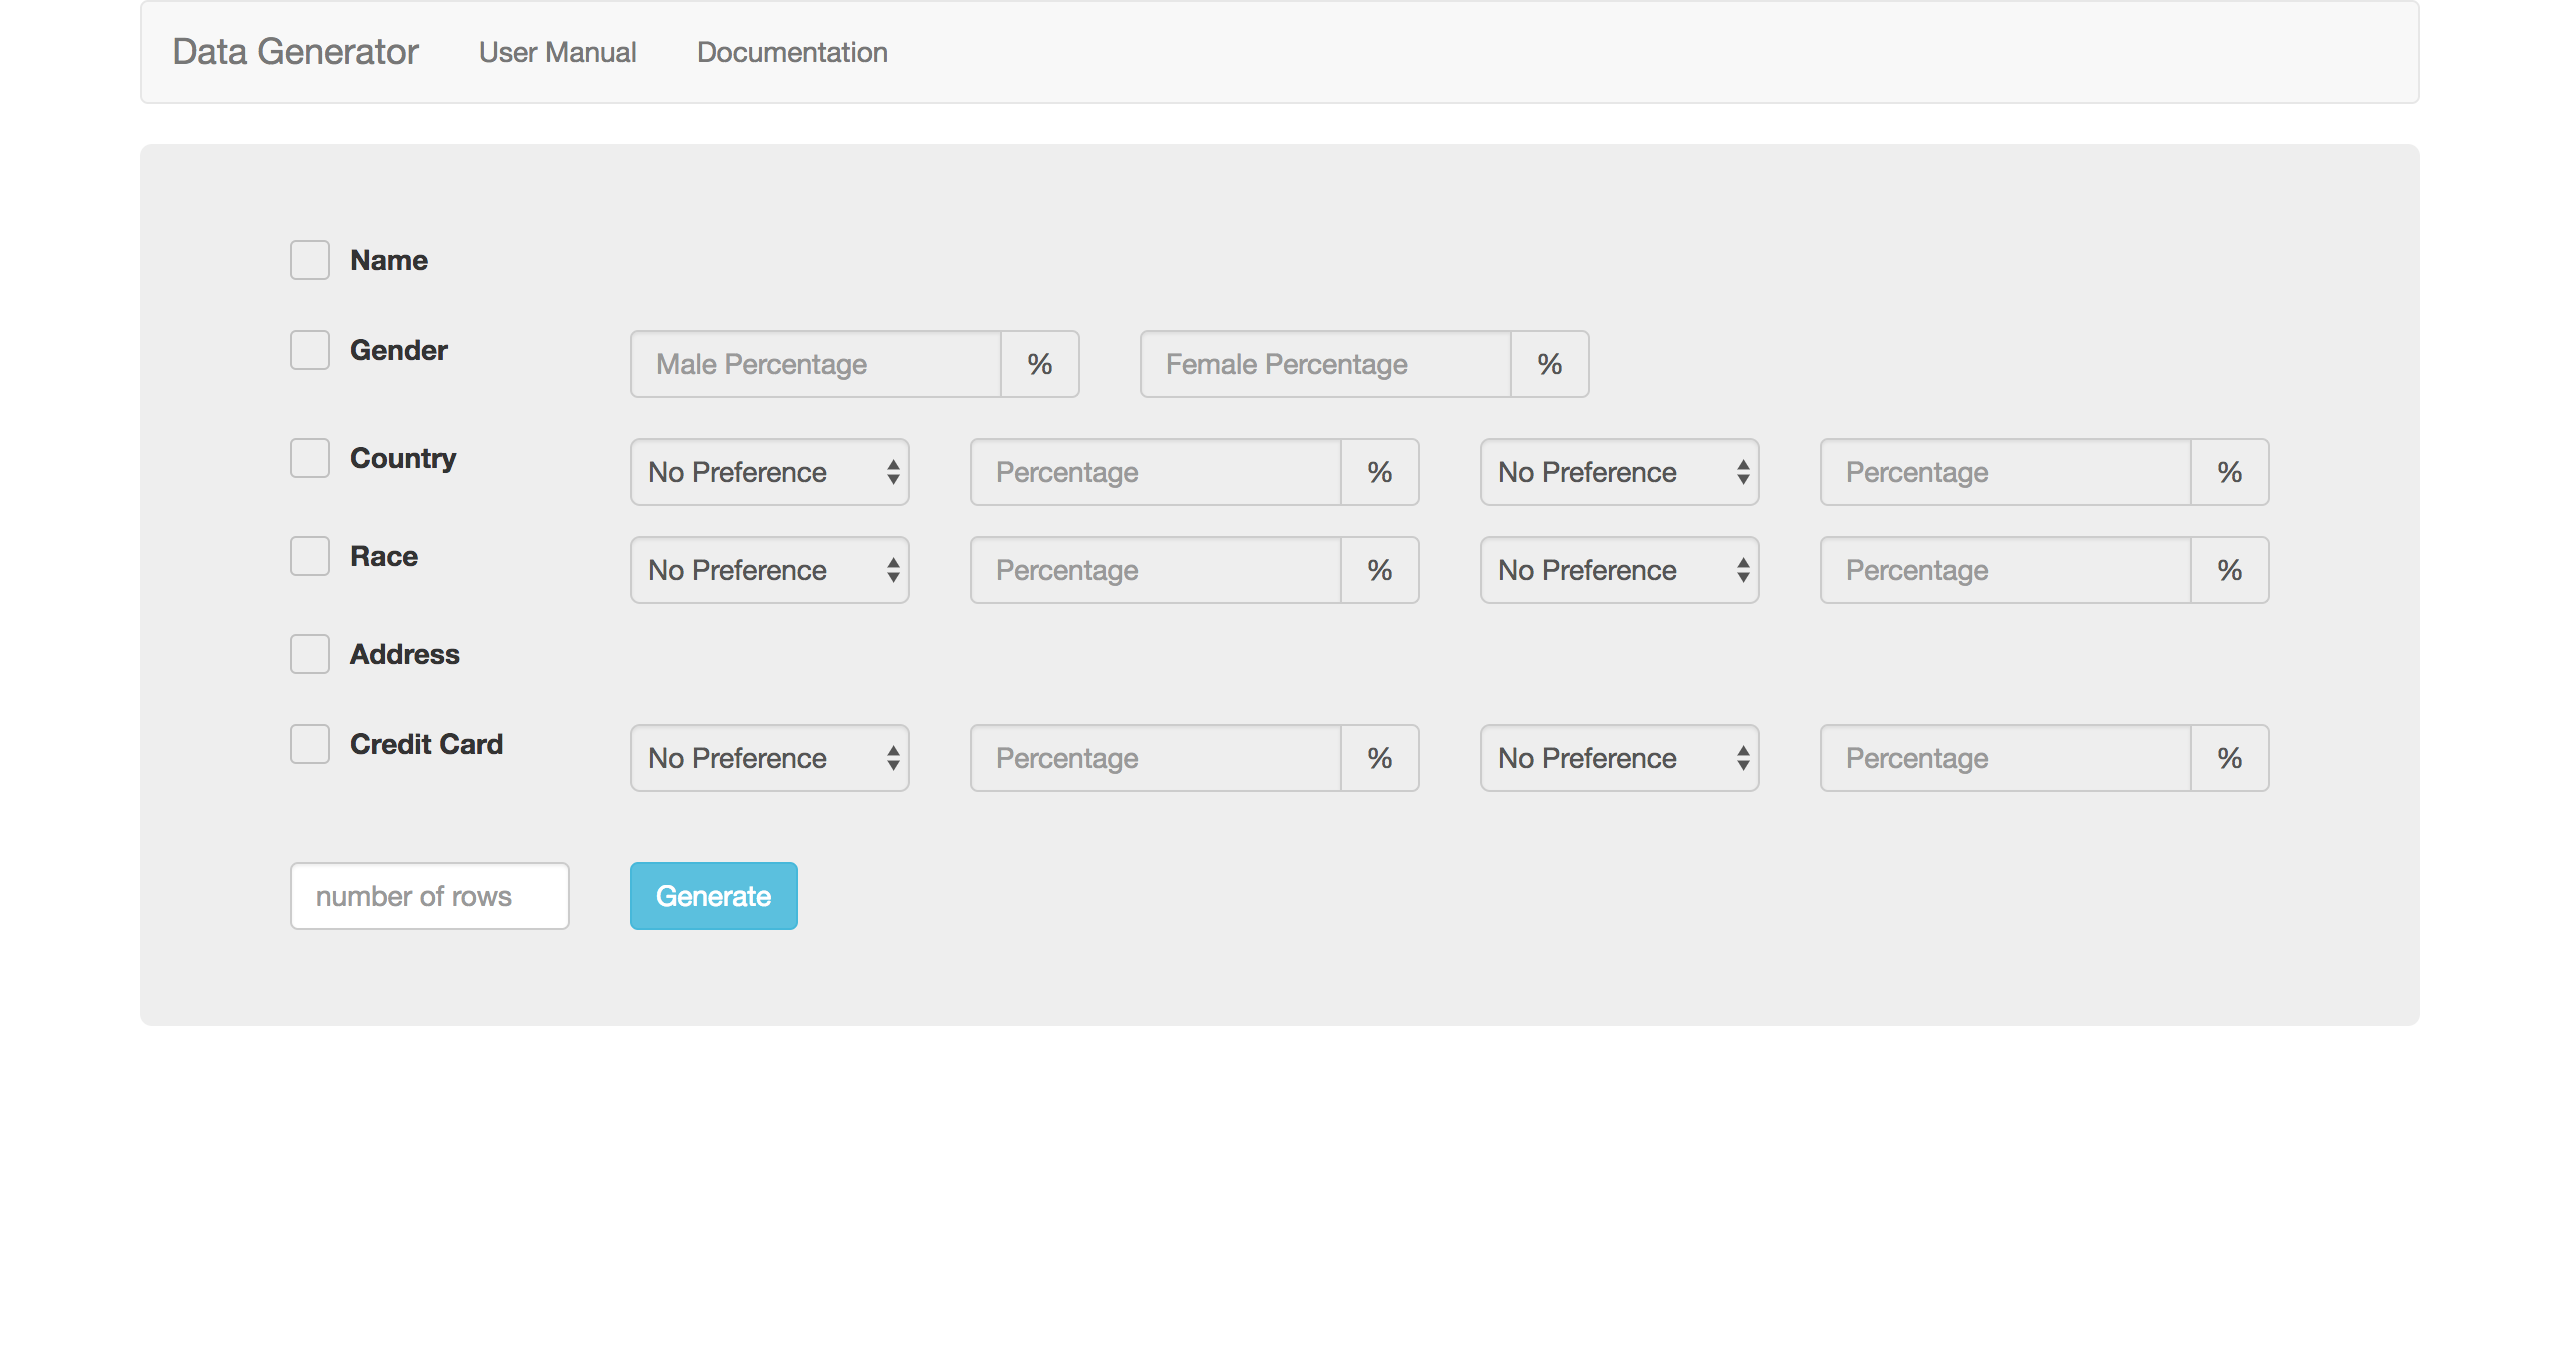 Data Generator User Manual Documentation
Name
Gender Male Percentage % Female Percentage %
Country No Preference Percentage % No Preference Percentage %
Race No Preference Percentage % No Preference Percentage %
Address
Credit Card No Preference Percentage % No Preference Percentage %
number of rows Generate